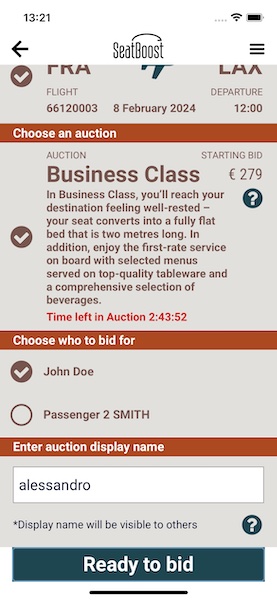 13:21
SeatBoost
FRA LAX
FLIGHT DEPARTURE
66120003 8 February 2024 12:00
Choose an auction
AUCTION STARTING BID
Business Class € 279
In Business Class, you'll reach your
destination feeling well-rested –
your seat converts into a fully flat
bed that is two metres long. In
addition, enjoy the first-rate service
on board with selected menus
served on top-quality tableware and
a comprehensive selection of
beverages.
?
Time left in Auction 2:43:52
Choose who to bid for
John Doe
Passenger 2 SMITH
Enter auction display name
alessandro
*Display name will be visible to others ?
Ready to bid